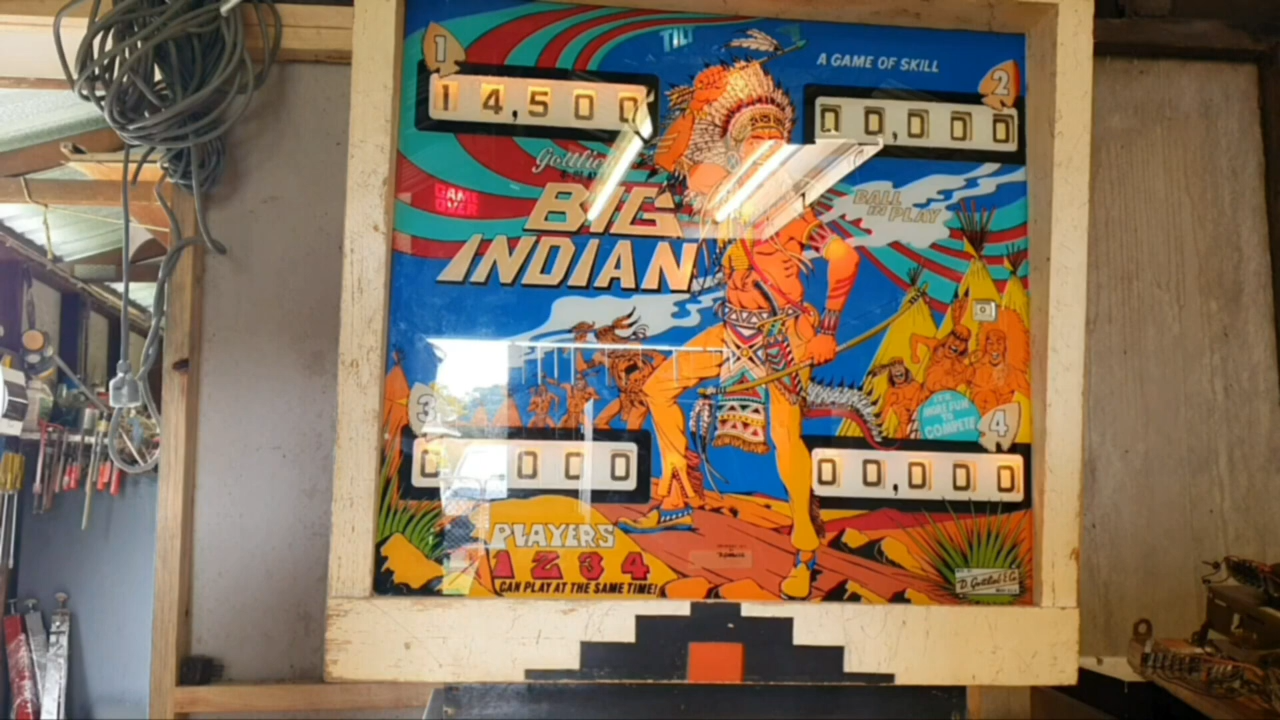 TILT
A GAME OF SKILL
1
2
14,500
00,000
Gottlieb
BIG
INDIAN
GAME
OVER
BALL
IN PLAY
0
3
4
IT'S
MORE FUN
TO
COMPETE
0 000
00,000
PLAYERS
1 2 3 4
CAN PLAY AT THE SAME TIME!
D. Gottlieb & Co.